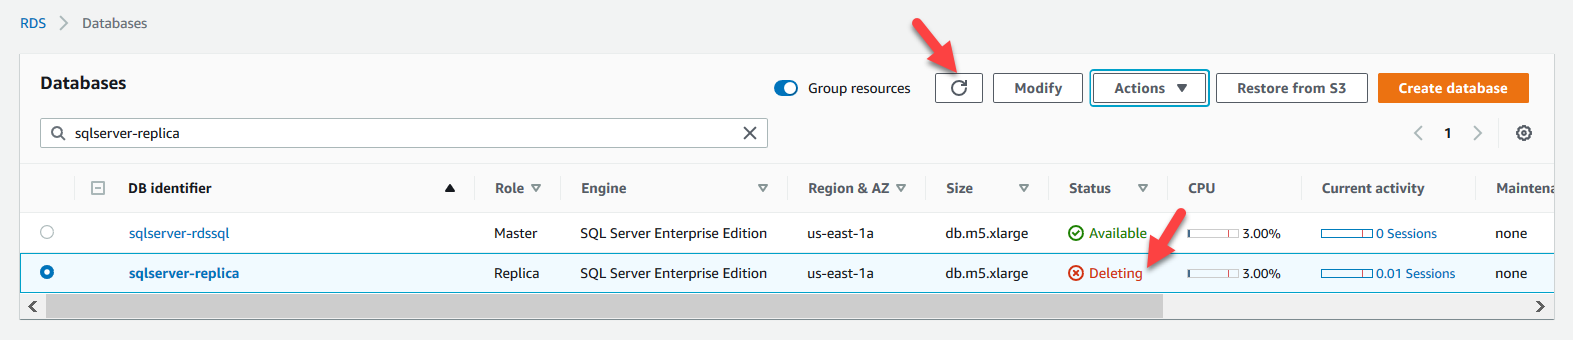 RDS > Databases
Databases
Group resources
Modify
Actions
Restore from S3
Create database
sqlserver-replica
1
DB identifier Role Engine Region & AZ Size Status CPU Current activity Maintena
sqlserver-rdssql Master SQL Server Enterprise Edition us-east-1a db.m5.xlarge Available 3.00% 0 Sessions none
sqlserver-replica Replica SQL Server Enterprise Edition us-east-1a db.m5.xlarge Deleting 3.00% 0.01 Sessions none